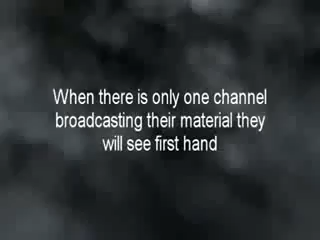 When there is only one channel
broadcasting their material they
will see first hand